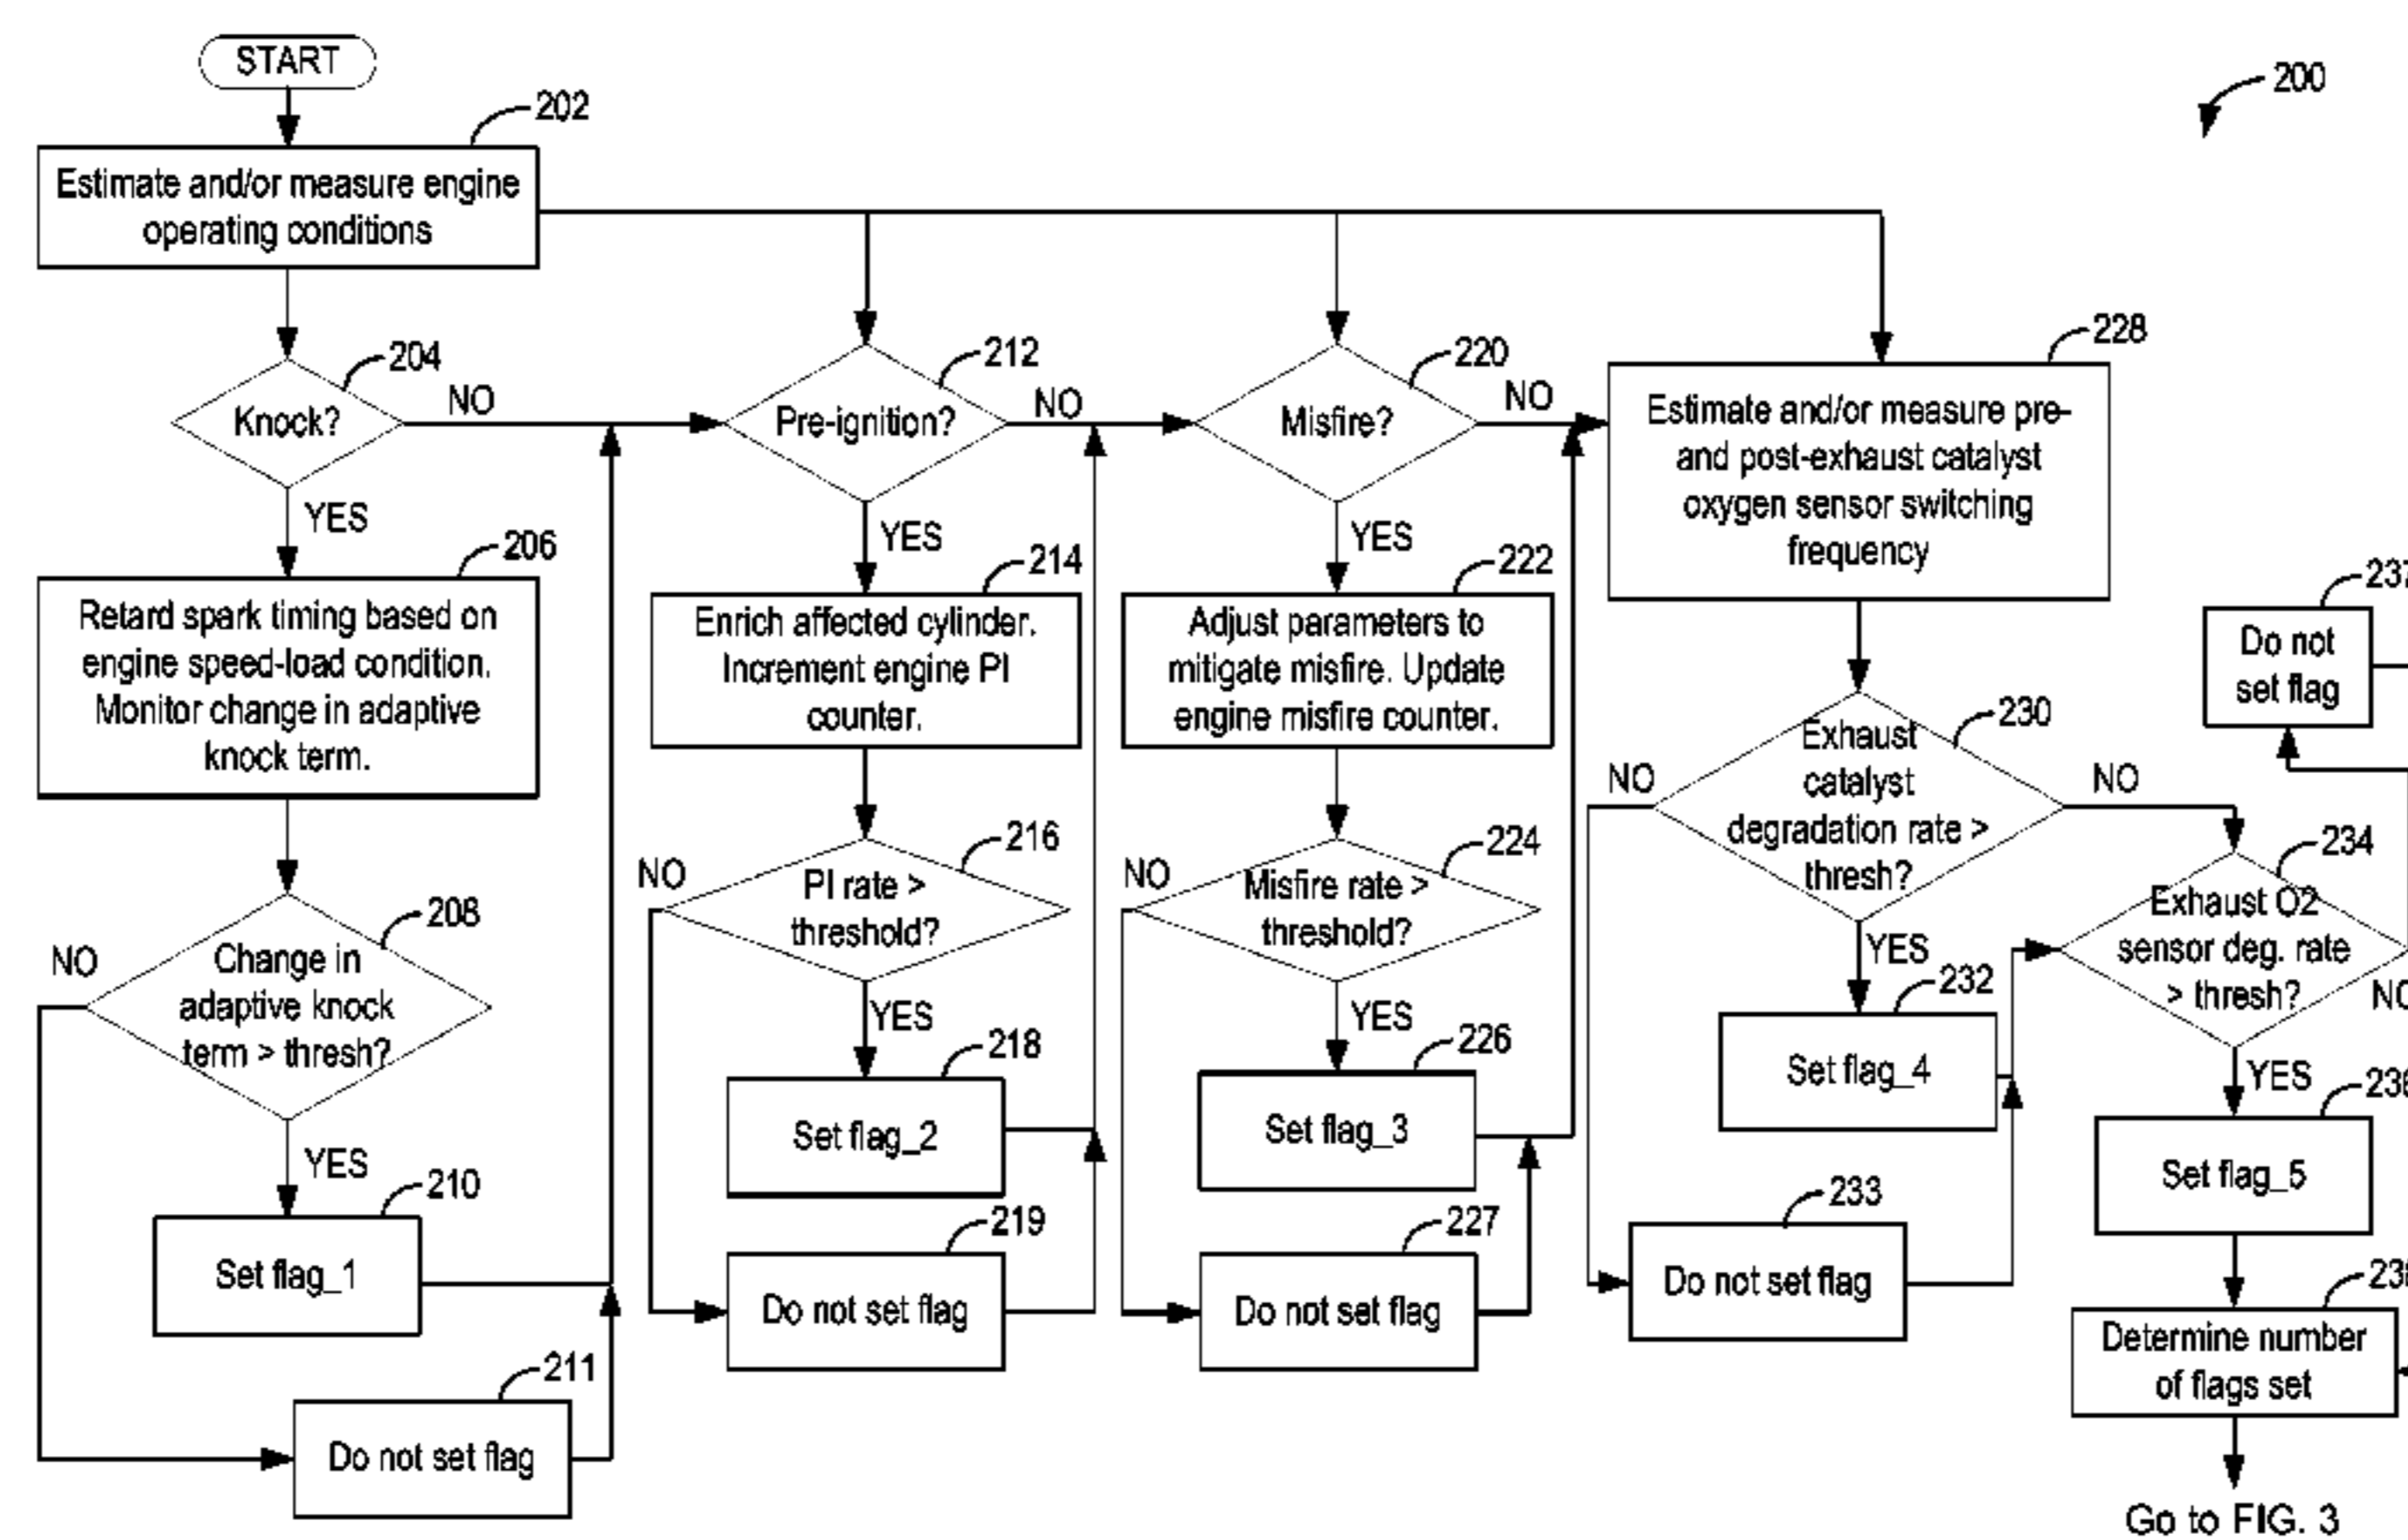 START
200
202
Estimate and/or measure engine
operating conditions
204
Knock?
NO
YES
206
Retard spark timing based on
engine speed-load condition.
Monitor change in adaptive
knock term.
208
Change in
adaptive knock
term > thresh?
NO
YES
210
Set flag_1
211
Do not set flag
212
Pre-ignition?
NO
YES
214
Enrich affected cylinder.
Increment engine PI
counter.
216
PI rate >
threshold?
NO
YES
218
Set flag_2
219
Do not set flag
220
Misfire?
NO
YES
222
Adjust parameters to
mitigate misfire. Update
engine misfire counter.
224
Misfire rate >
threshold?
NO
YES
226
Set flag_3
227
Do not set flag
228
Estimate and/or measure pre-
and post-exhaust catalyst
oxygen sensor switching
frequency
230
Exhaust
catalyst
degradation rate >
thresh?
NO
NO
YES
232
Set flag_4
233
Do not set flag
234
Exhaust O2
sensor deg. rate
> thresh?
NO
YES
236
Set flag_5
237
Do not
set flag
238
Determine number
of flags set
Go to FIG. 3